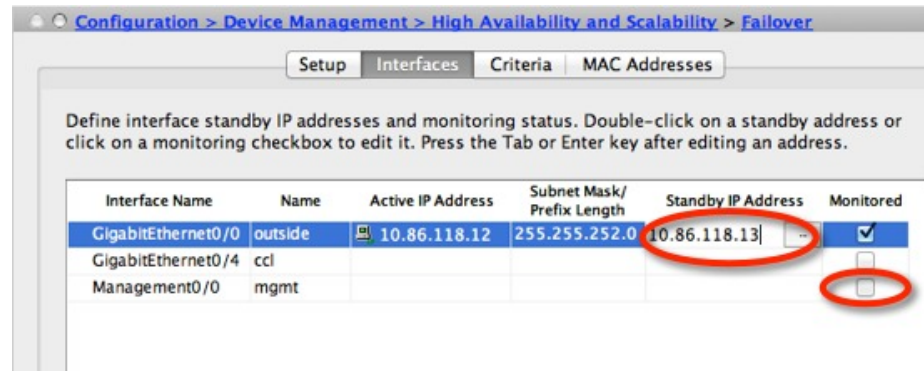 Configuration > Device Management > High Availability and Scalability > Failover
Setup Interfaces Criteria MAC Addresses
Define interface standby IP addresses and monitoring status. Double-click on a standby address or
click on a monitoring checkbox to edit it. Press the Tab or Enter key after editing an address.
Interface Name Name Active IP Address Subnet Mask/ Prefix Length Standby IP Address Monitored
GigabitEthernet0/0 outside 10.86.118.12 255.255.252.0 10.86.118.13 ..
GigabitEthernet0/4 ccl
Management0/0 mgmt